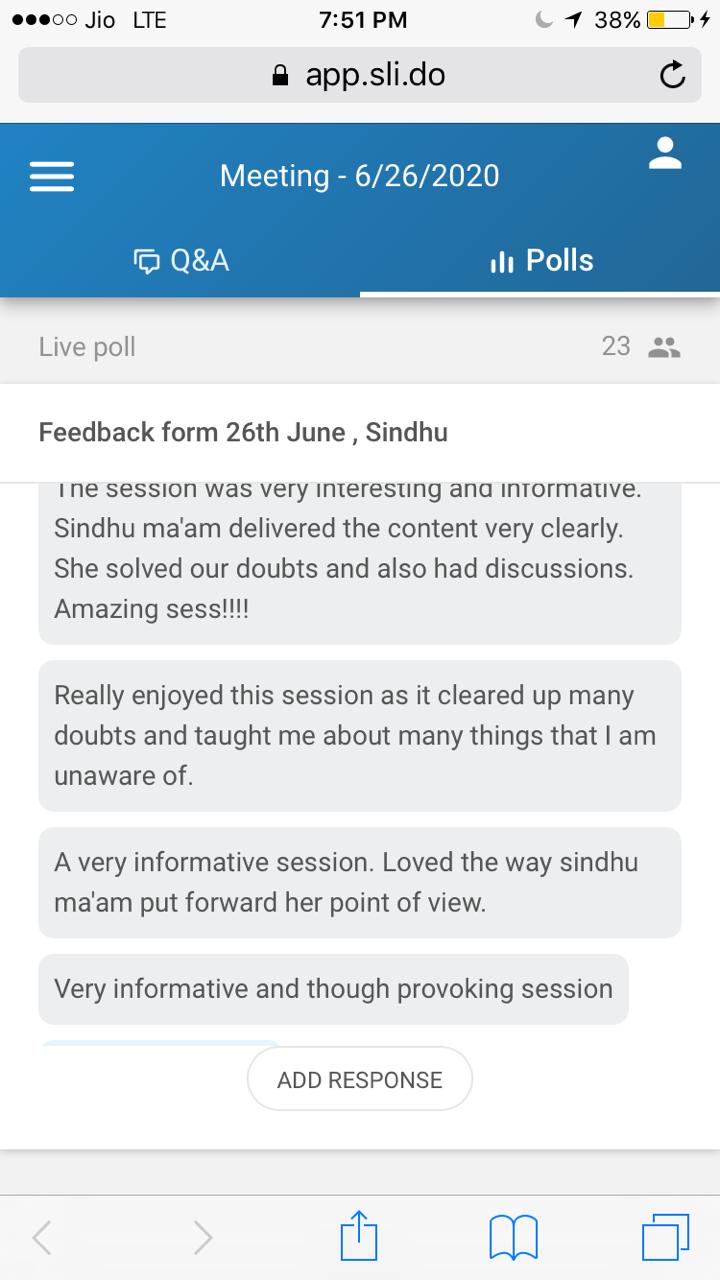 Jio LTE 7:51 PM 38%
app.sli.do
Meeting - 6/26/2020
Q&A Polls
Live poll 23
Feedback form 26th June , Sindhu
The session was very interesting and informative.
Sindhu ma'am delivered the content very clearly.
She solved our doubts and also had discussions.
Amazing sess!!!!
Really enjoyed this session as it cleared up many
doubts and taught me about many things that I am
unaware of.
A very informative session. Loved the way sindhu
ma'am put forward her point of view.
Very informative and though provoking session
ADD RESPONSE